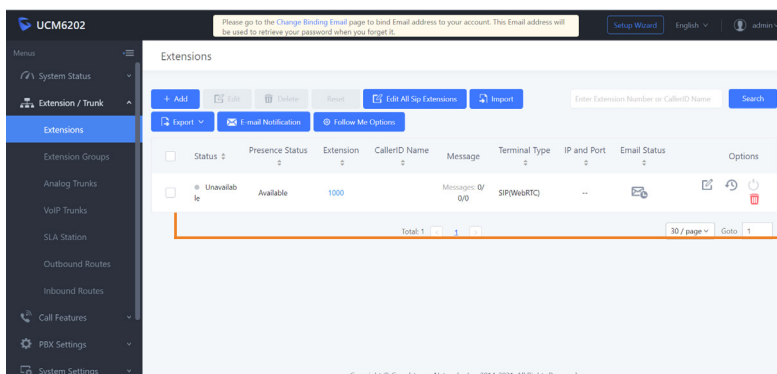 UCM6202
Please go to the Change Binding Email page to bind Email address to your account. This Email address will
be used to retrieve your password when you forget it.
Setup Wizard
English
admin
Menus
System Status
Extension / Trunk
Extensions
Extension Groups
Analog Trunks
VoIP Trunks
SLA Station
Outbound Routes
Inbound Routes
Call Features
PBX Settings
System Settings
Extensions
+ Add
Edit
Delete
Reset
Edit All Sip Extensions
Import
Enter Extension Number or CallerID Name
Search
Export
E-mail Notification
Follow Me Options
Status
Presence Status
Extension
CallerID Name
Message
Terminal Type
IP and Port
Email Status
Options
Unavailab
le
Available
1000
Messages: 0/
0/0
SIP(WebRTC)
--
Total: 1
1
30 / page
Goto
1